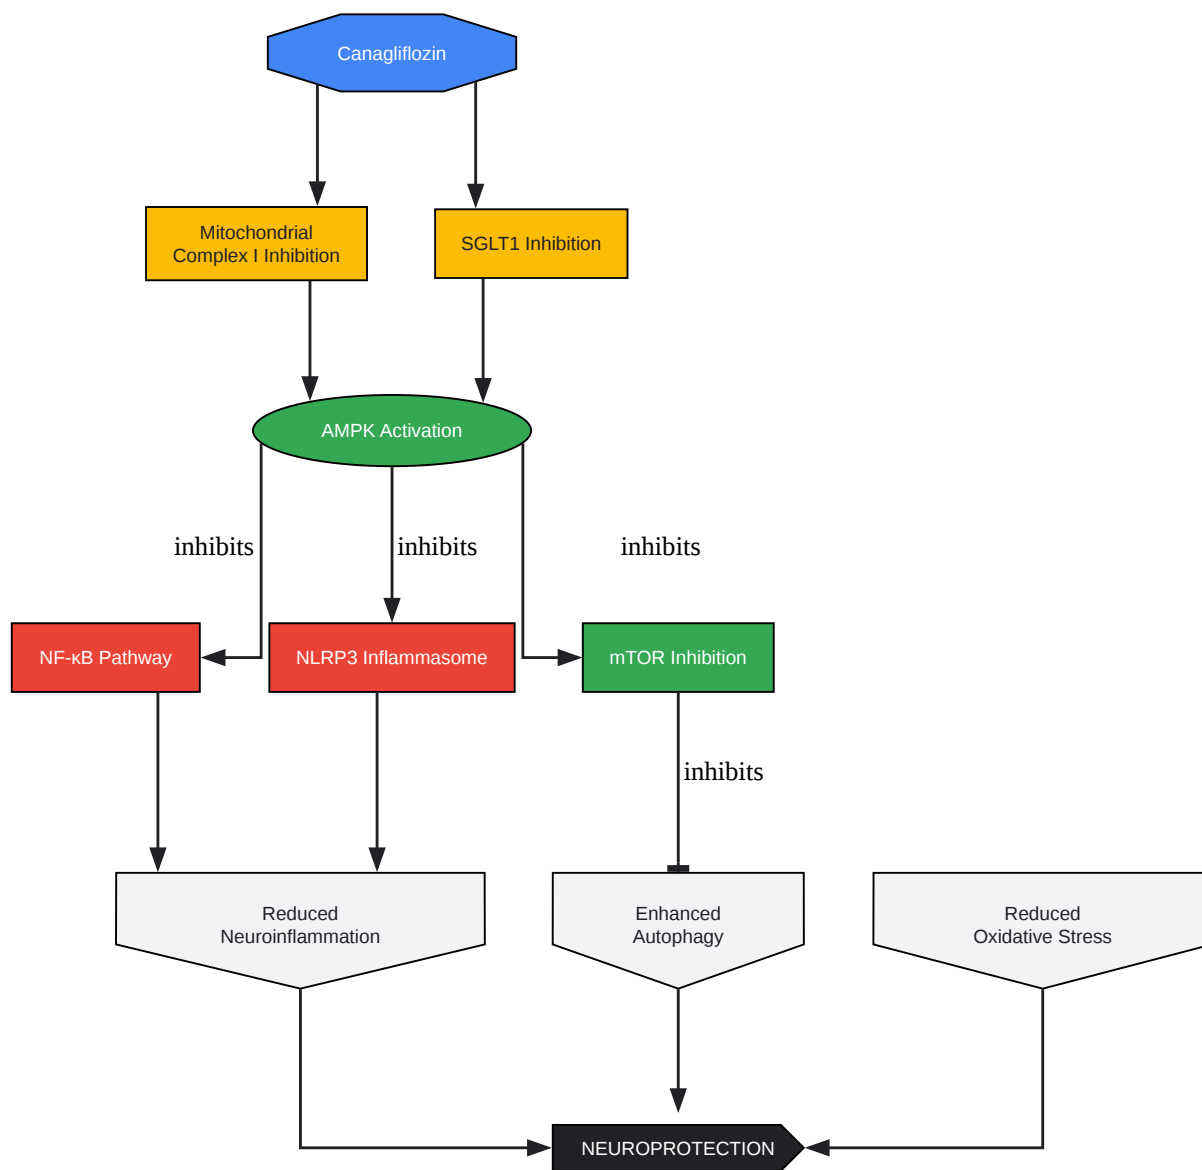 Canagliflozin
Mitochondrial
Complex I Inhibition
SGLT1 Inhibition
AMPK Activation
inhibits
inhibits
inhibits
NF-κB Pathway
NLRP3 Inflammasome
mTOR Inhibition
inhibits
Reduced
Neuroinflammation
Enhanced
Autophagy
Reduced
Oxidative Stress
NEUROPROTECTION